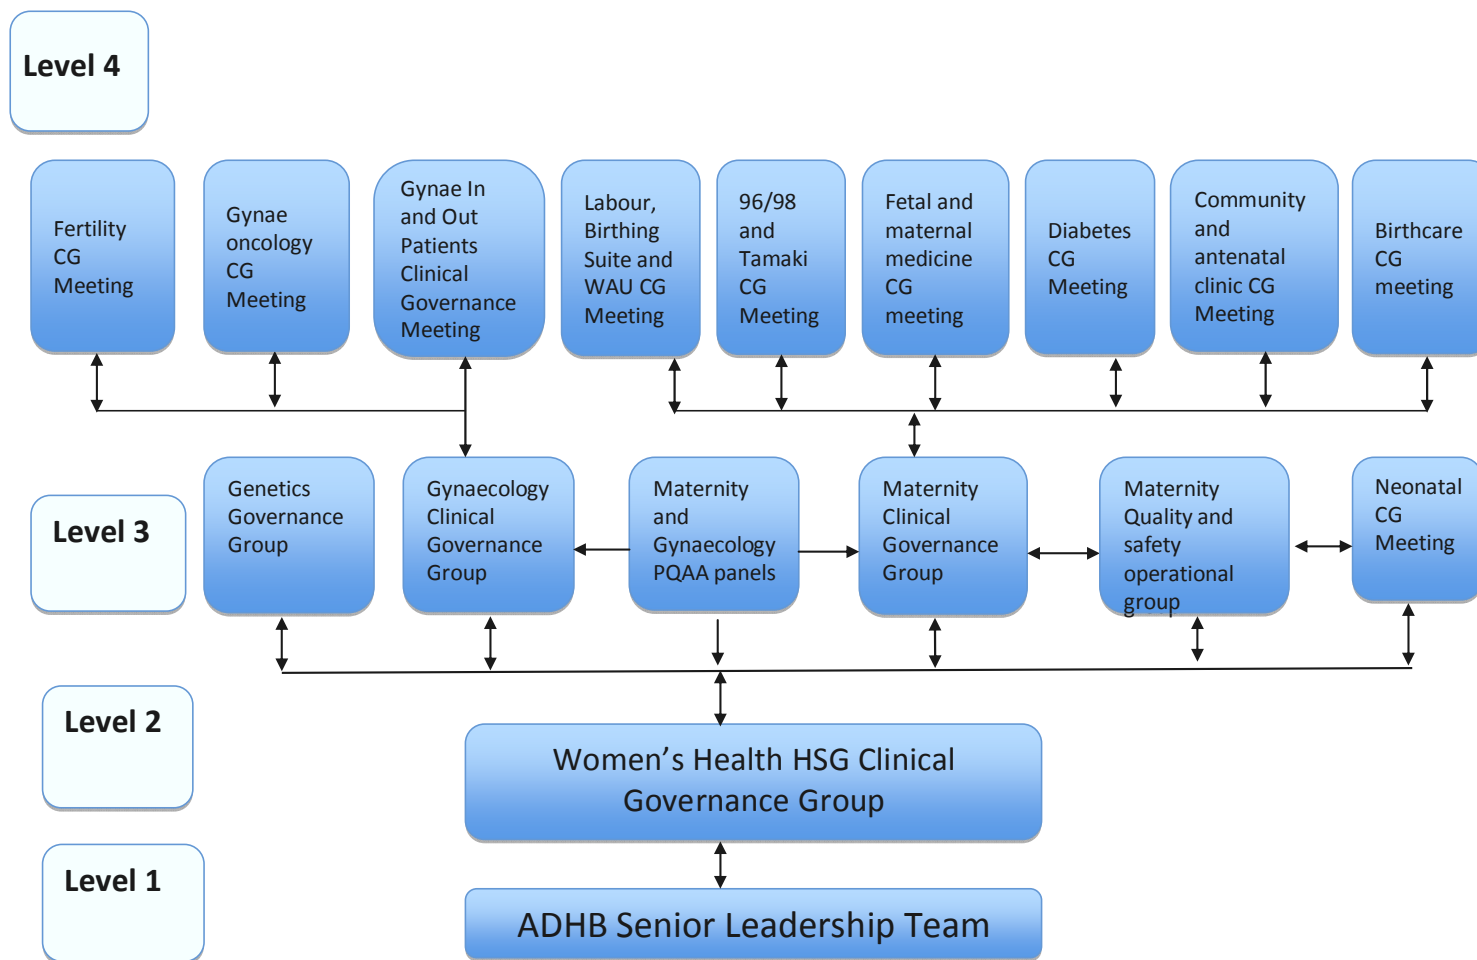 Level 4
Fertility
CG
Meeting
Gynae
oncology
CG
Meeting
Gynae In
and Out
Patients
Clinical
Governance
Meeting
Labour,
Birthing
Suite and
WAU CG
Meeting
96/98
and
Tamaki
CG
Meeting
Fetal and
maternal
medicine
CG
meeting
Diabetes
CG
Meeting
Community
and
antenatal
clinic CG
Meeting
Birthcare
CG
meeting
Level 3
Genetics
Governance
Group
Gynaecology
Clinical
Governance
Group
Maternity
and
Gynaecology
PQAA panels
Maternity
Clinical
Governance
Group
Maternity
Quality and
safety
operational
group
Neonatal
CG
Meeting
Level 2
Women’s Health HSG Clinical
Governance Group
Level 1
ADHB Senior Leadership Team